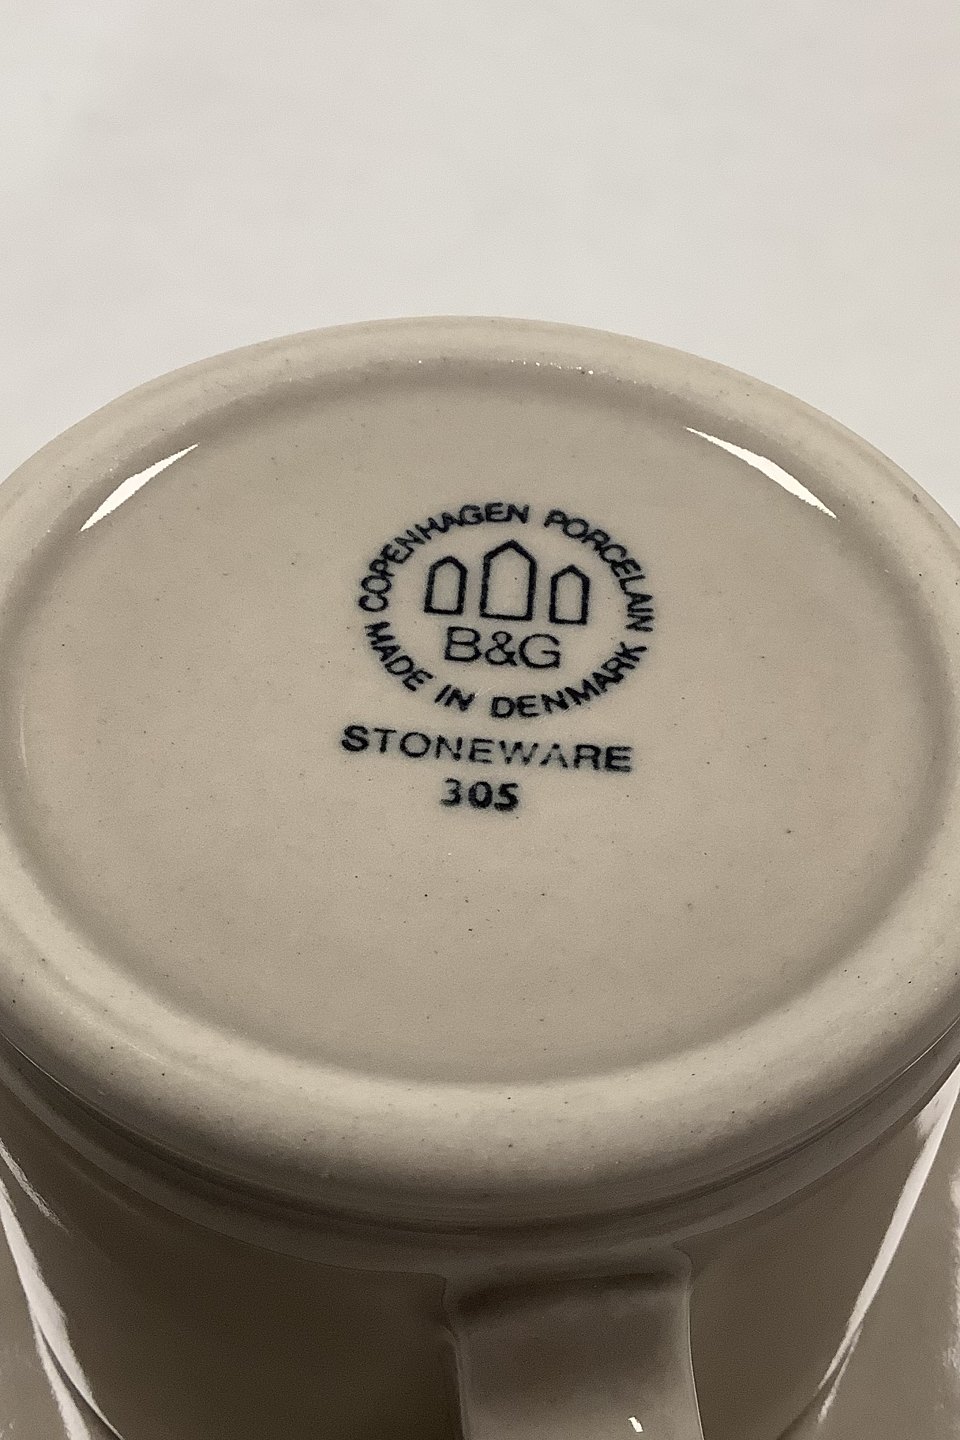 COPENHAGEN PORCELAIN
B&G
MADE IN DENMARK
STONEWARE
305